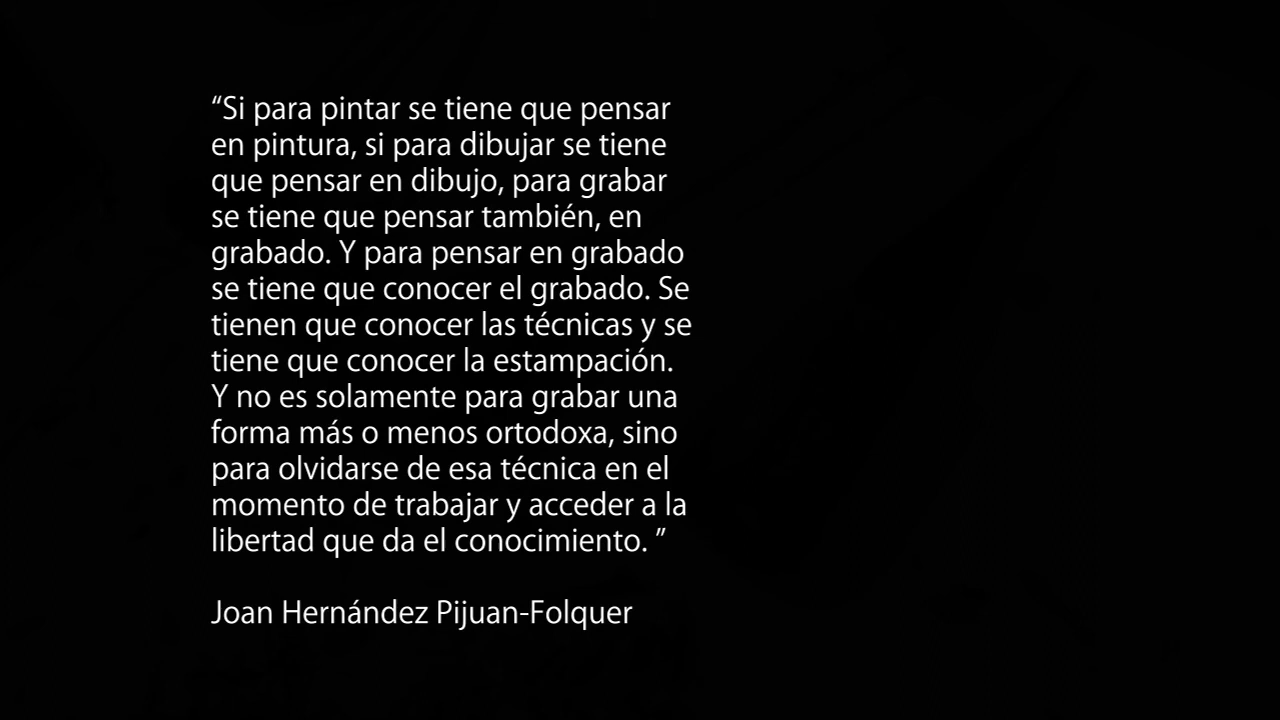 “Si para pintar se tiene que pensar
en pintura, si para dibujar se tiene
que pensar en dibujo, para grabar
se tiene que pensar también, en
grabado. Y para pensar en grabado
se tiene que conocer el grabado. Se
tienen que conocer las técnicas y se
tiene que conocer la estampación.
Y no es solamente para grabar una
forma más o menos ortodoxa, sino
para olvidarse de esa técnica en el
momento de trabajar y acceder a la
libertad que da el conocimiento. ”
Joan Hernández Pijuan-Folquer